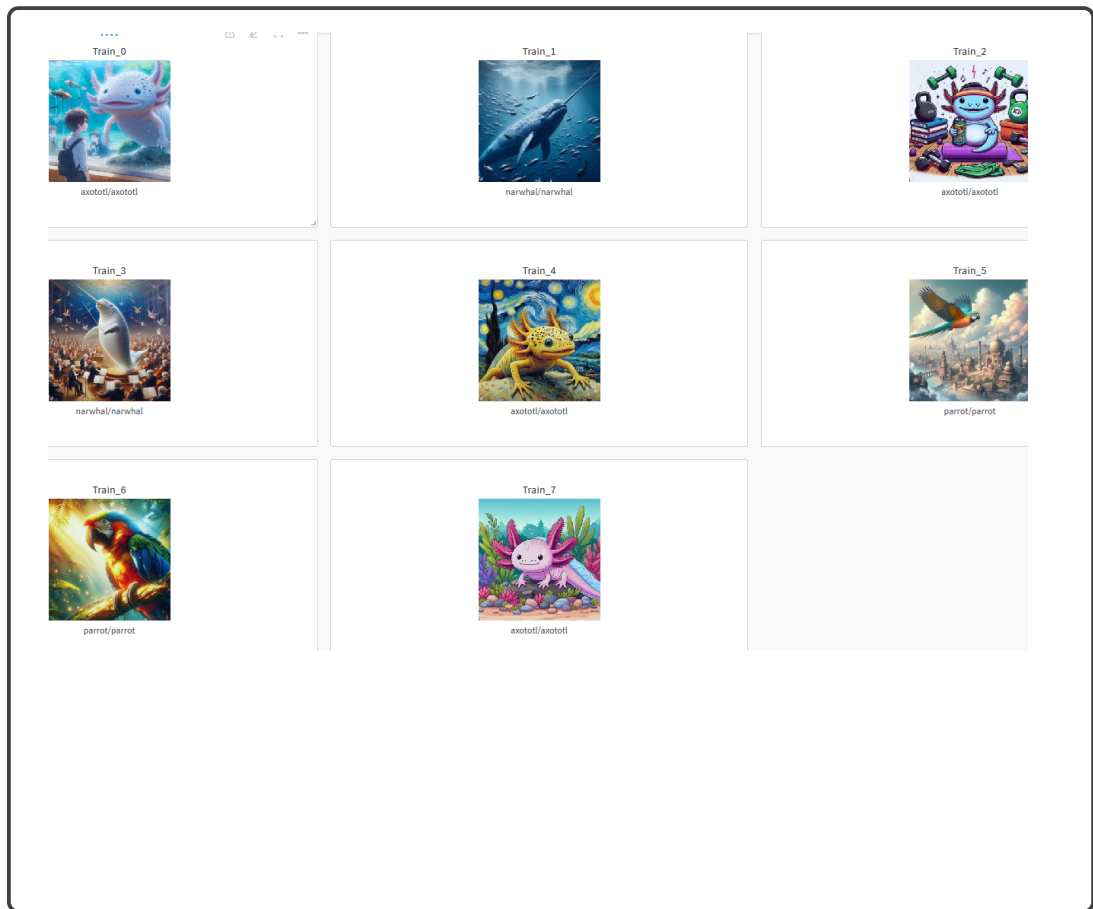 Train_0
Train_1
Train_2
axototl/axototl
narwhal/narwhal
axototl/axototl
Train_3
Train_4
Train_5
narwhal/narwhal
axototl/axototl
parrot/parrot
Train_6
Train_7
parrot/parrot
axototl/axototl